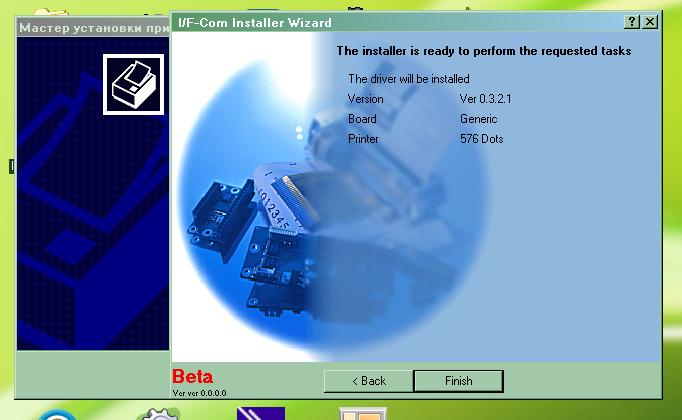 Мастер установки при
I/F-Com Installer Wizard
The installer is ready to perform the requested tasks
The driver will be installed
Version Ver 0.3.2.1
Board Generic
Printer 576 Dots
Beta
Ver ver 0.0.0.0
< Back
Finish